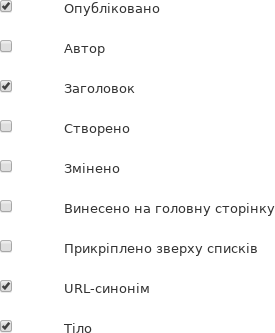 Опубліковано
Автор
Заголовок
Створено
Змінено
Винесено на головну сторінку
Прикріплено зверху списків
URL-синонім
Тіло